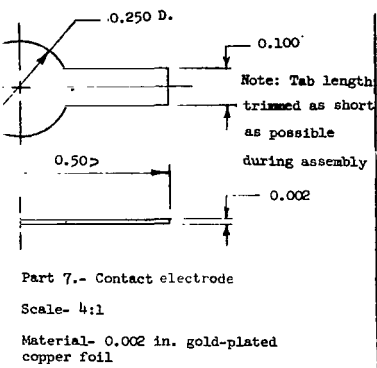 0.250 D.
0.100
Note: Tab length
trimmed as short
as possible
during assembly
0.50
0.002
Part 7.- Contact electrode
Scale- 4:1
Material- 0.002 in. gold-plated
copper foil